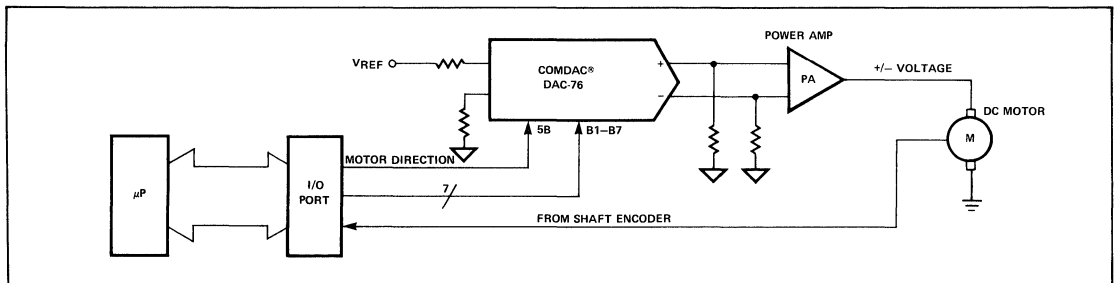 POWER AMP
VREF
COMDAC®
DAC-76
+
−
PA
+/− VOLTAGE
DC MOTOR
M
5B
B1–B7
MOTOR DIRECTION
µP
I/O
PORT
7
FROM SHAFT ENCODER